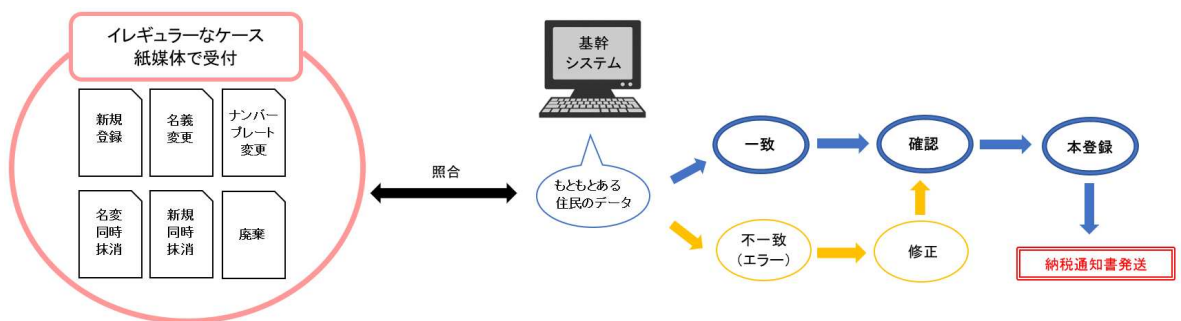 イレギュラーなケース
紙媒体で受付
新規
登録
名義
変更
ナンバー
プレート
変更
名変
同時
抹消
新規
同時
抹消
廃棄
照合
基幹
システム
もともとある
住民のデータ
一致
確認
本登録
不一致
（エラー）
修正
納税通知書発送